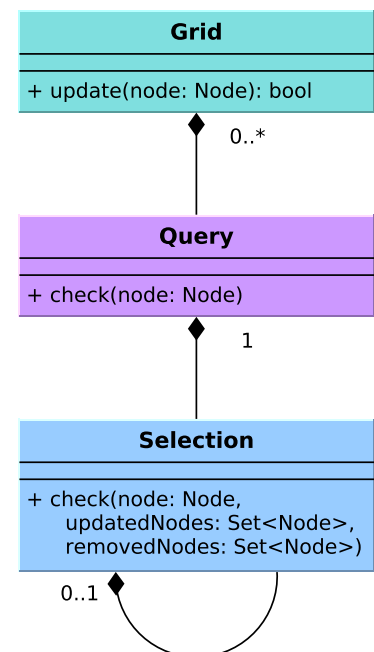 Grid
+ update(node: Node): bool
0..*
Query
+ check(node: Node)
1
Selection
+ check(node: Node,
updatedNodes: Set<Node>,
removedNodes: Set<Node>)
0..1